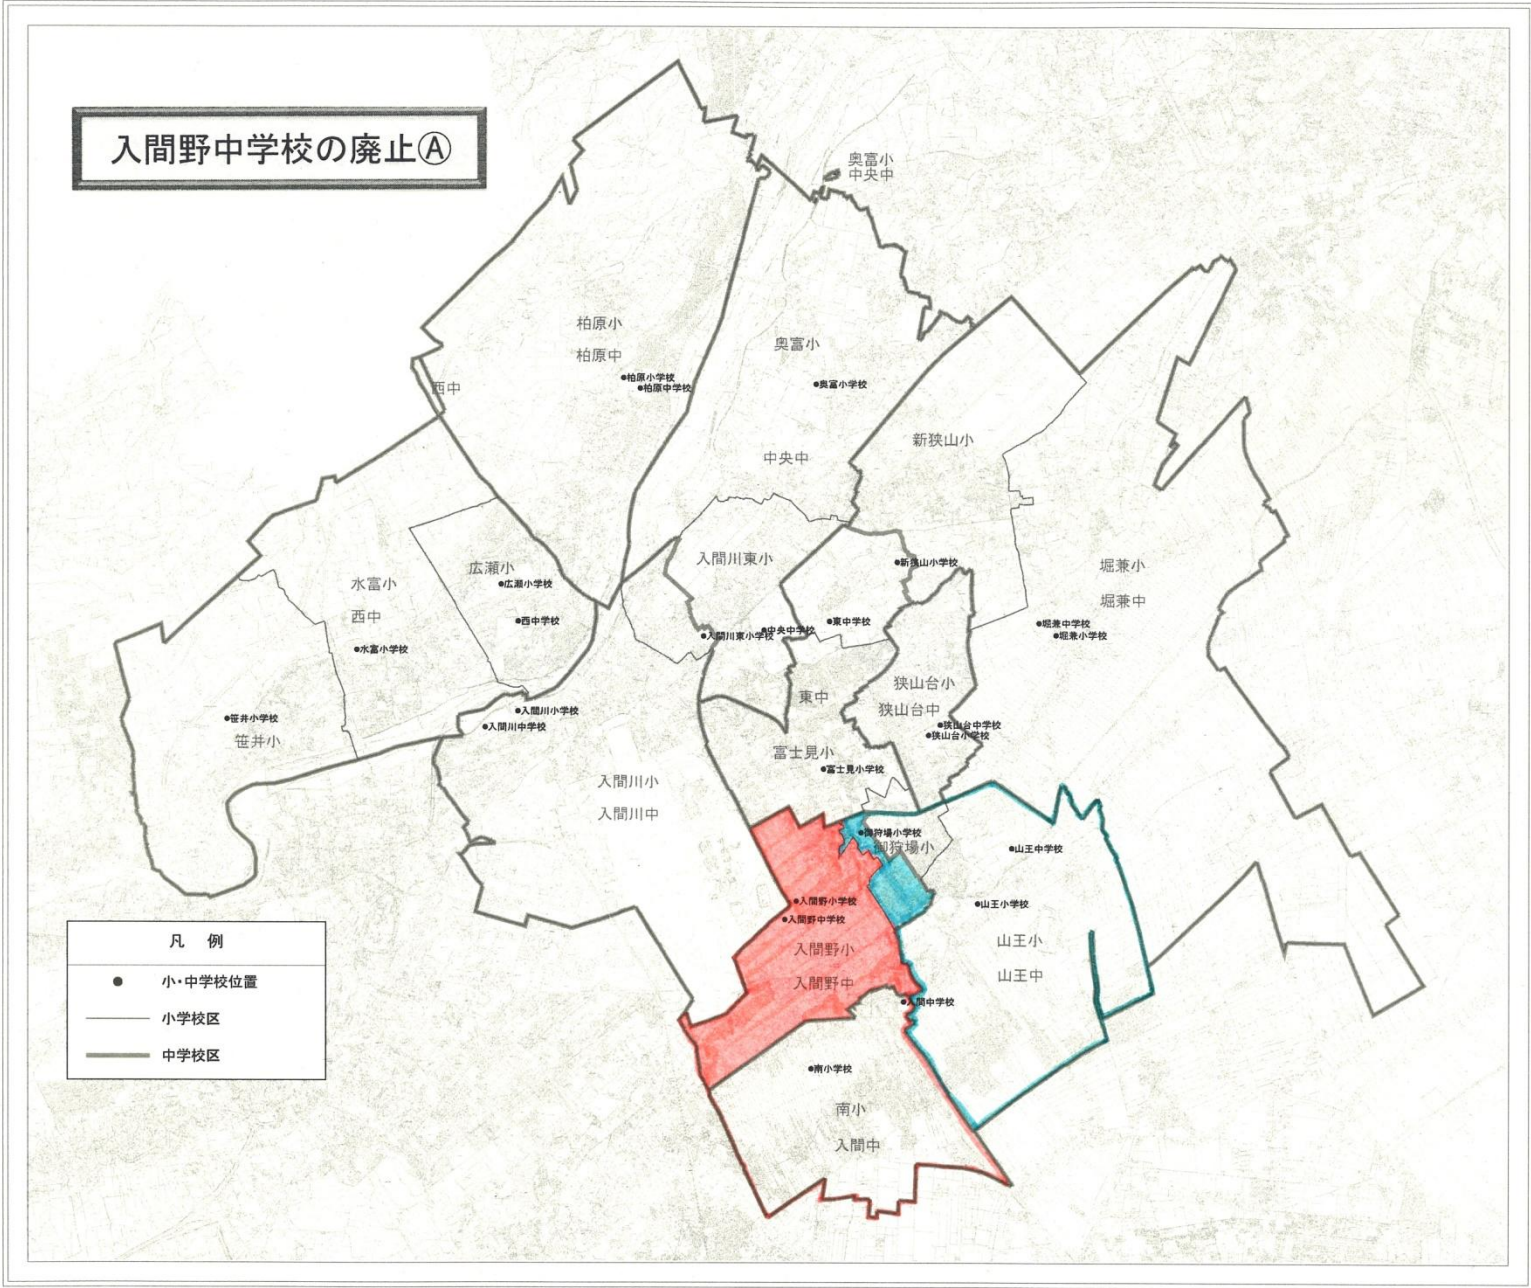 入間野中学校の廃止Ⓐ
奥富小
中央中
柏原小
柏原中
●柏原小学校
●柏原中学校
西中
奥富小
●奥富小学校
中央中
新狭山小
入間川東小
●新狭山小学校
堀兼小
堀兼中
●堀兼中学校
●堀兼小学校
水富小
西中
●水富小学校
広瀬小
●広瀬小学校
●西中学校
●入間川東小学校
●中央中学校
●東中学校
東中
狭山台小
狭山台中
●狭山台中学校
●狭山台小学校
●笹井小学校
笹井小
●入間川小学校
●入間川中学校
入間川小
入間川中
富士見小
●富士見小学校
●御狩場小学校
御狩場小
●山王中学校
●山王小学校
山王小
山王中
●入間野小学校
●入間野中学校
入間野小
入間野中
●入間中学校
●南小学校
南小
入間中
凡 例
● 小・中学校位置
小学校区
中学校区